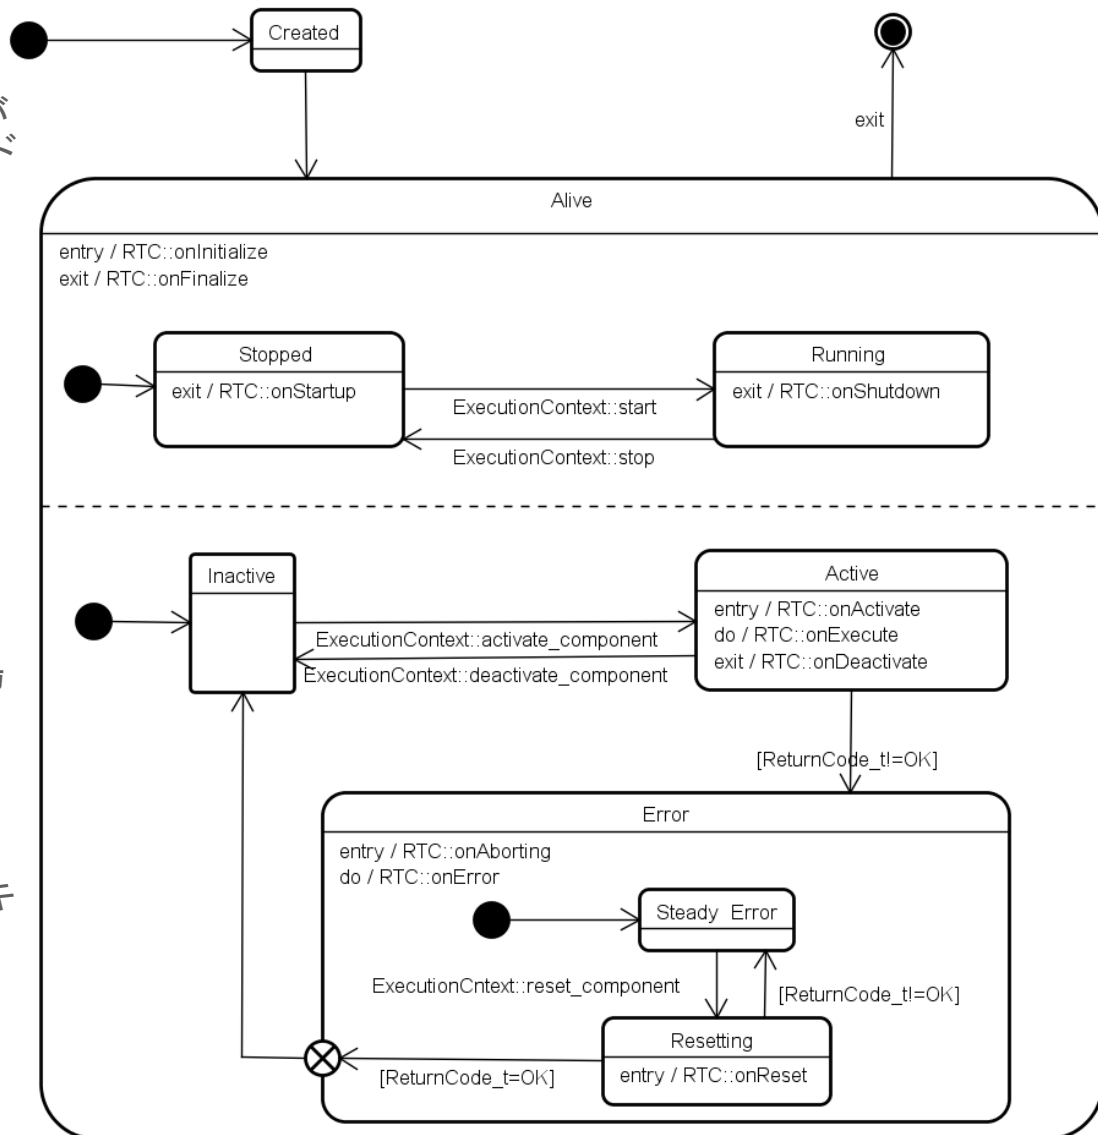 Created
exit
が
ド
Alive
entry / RTC::onInitialize
exit / RTC::onFinalize
Stopped
exit / RTC::onStartup
Running
exit / RTC::onShutdown
ExecutionContext::start
ExecutionContext::stop
Inactive
Active
entry / RTC::onActivate
do / RTC::onExecute
exit / RTC::onDeactivate
ExecutionContext::activate_component
ExecutionContext::deactivate_component
[ReturnCode_t!=OK]
Error
entry / RTC::onAborting
do / RTC::onError
キ
Steady Error
ExecutionCntext::reset_component
[ReturnCode_t!=OK]
Resetting
entry / RTC::onReset
[ReturnCode_t=OK]